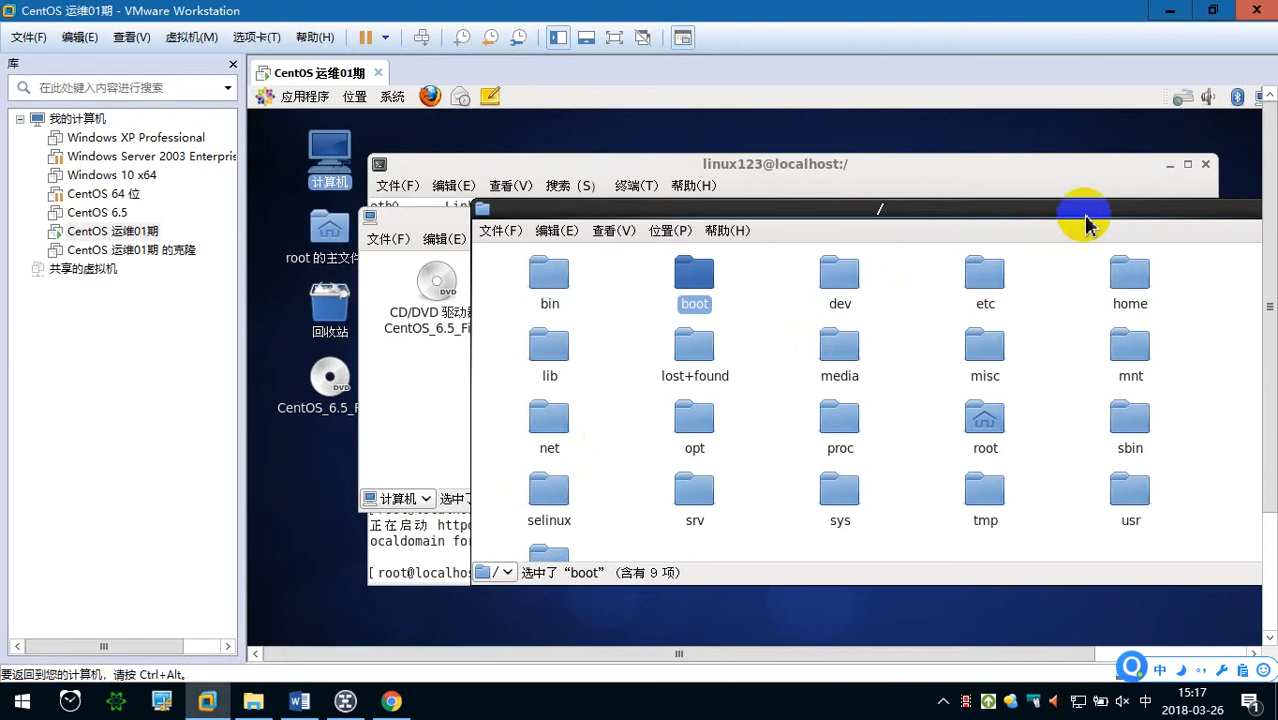 CentOS 运维01期 - VMware Workstation
文件(F) 编辑(E) 查看(V) 虚拟机(M) 选项卡(T) 帮助(H)
库
在此处键入内容进行搜索
我的计算机
Windows XP Professional
Windows Server 2003 Enterpris
Windows 10 x64
CentOS 64 位
CentOS 6.5
CentOS 运维01期
CentOS 运维01期 的克隆
共享的虚拟机
CentOS 运维01期
应用程序 位置 系统
计算机
root 的主文件
回收站
DVD
CentOS_6.5_F
linux123@localhost:/
文件(F) 编辑(E) 查看(V) 搜索(S) 终端(T) 帮助(H)
文件(F) 编辑(E)
DVD
CD/DVD 驱动器
CentOS_6.5_Fi
计算机 选中了
正在启动 http
ocaldomain for
[root@localhos
/
文件(F) 编辑(E) 查看(V) 位置(P) 帮助(H)
bin boot dev etc home
lib lost+found media misc mnt
net opt proc root sbin
selinux srv sys tmp usr
/ 选中了“boot” (含有 9 项)
要返回到您的计算机，请按 Ctrl+Alt。
中
中
15:17
2018-03-26
1